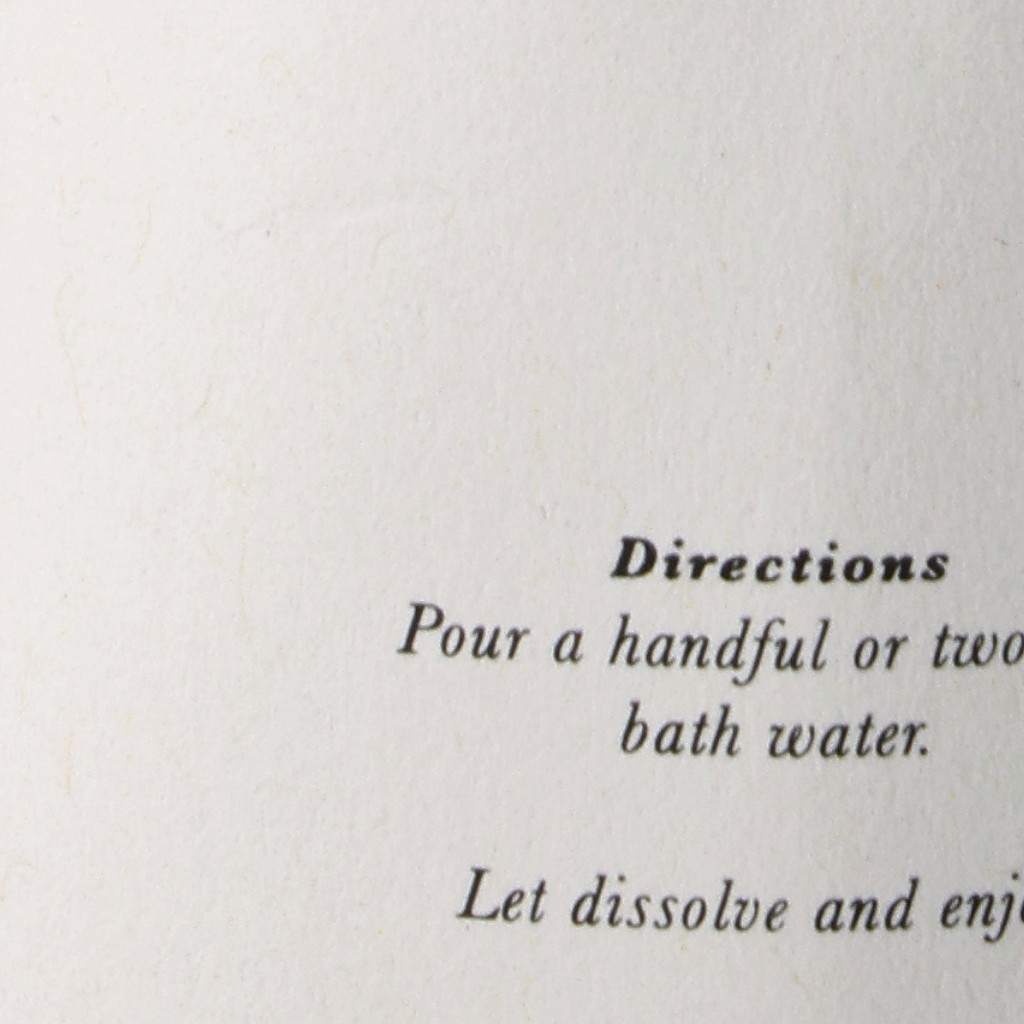 Directions
Pour a handful or two
bath water.
Let dissolve and